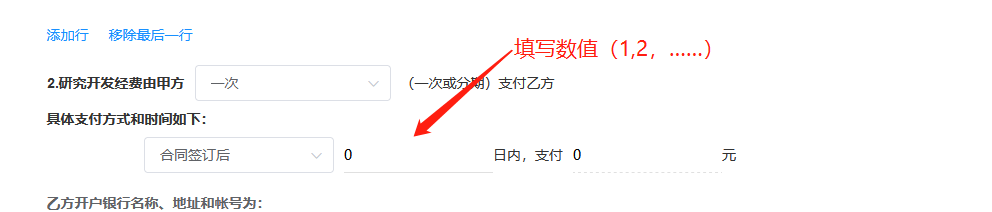 添加行 移除最后一行
填写数值（1,2，……）
2.研究开发经费由甲方 一次 （一次或分期）支付乙方
具体支付方式和时间如下：
合同签订后 0 日内，支付 0 元
乙方开户银行名称、地址和帐号为：